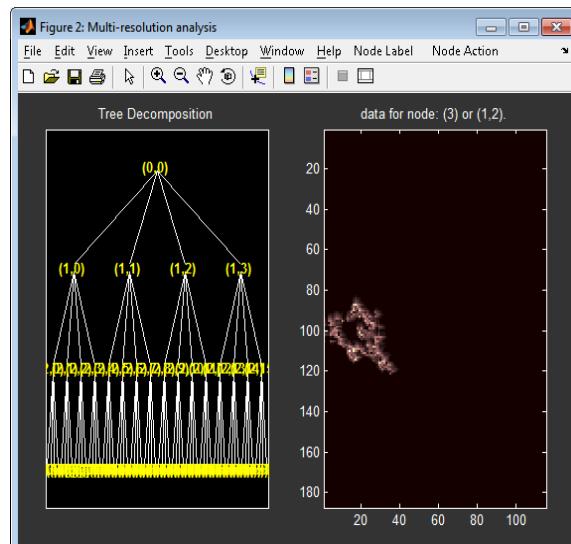 Figure 2: Multi-resolution analysis
File Edit View Insert Tools Desktop Window Help Node Label Node Action
Tree Decomposition
data for node: (3) or (1,2).
(0,0)
(1,0) (1,1) (1,2) (1,3)
20
40
60
80
100
120
140
160
180
20 40 60 80 100